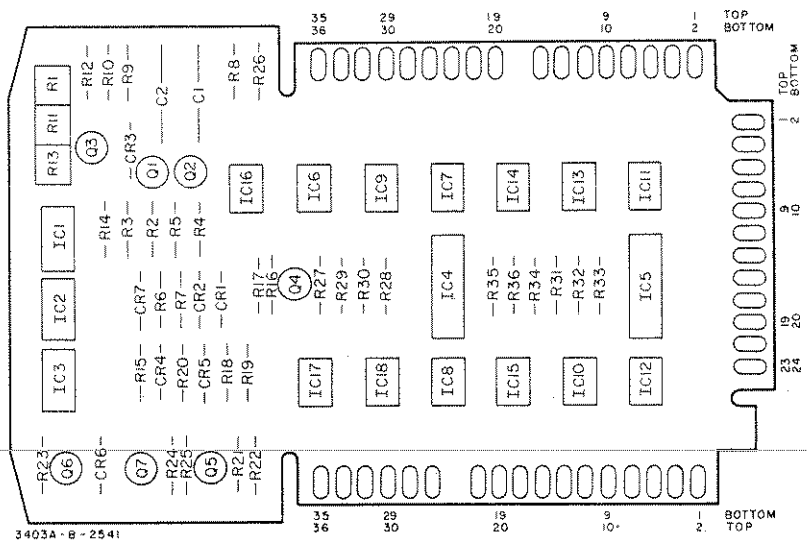 35 29 19 9 1 TOP
36 30 20 10 2 BOTTOM
TOP
BOTTOM
R12
R10
R9
C2
C1
R8
R26
R1
R11
R13
Q3
CR3
Q1
Q2
IC16
IC6
IC9
IC7
IC14
IC13
IC11
1
2
9
10
19
20
23
24
IC1
R14
R3
R2
R5
R4
IC2
CR7
R6
R7
CR2
CR1
R17
R16
Q4
R27
R29
R30
R28
IC4
R35
R36
R34
R31
R32
R33
IC5
IC3
R15
CR4
R20
CR5
R18
R19
IC17
IC18
IC8
IC15
IC10
IC12
R23
Q6
CR6
Q7
R24
R25
Q5
R21
R22
35 29 19 9 1 BOTTOM
36 30 20 10 2 TOP
3403A-B-2541